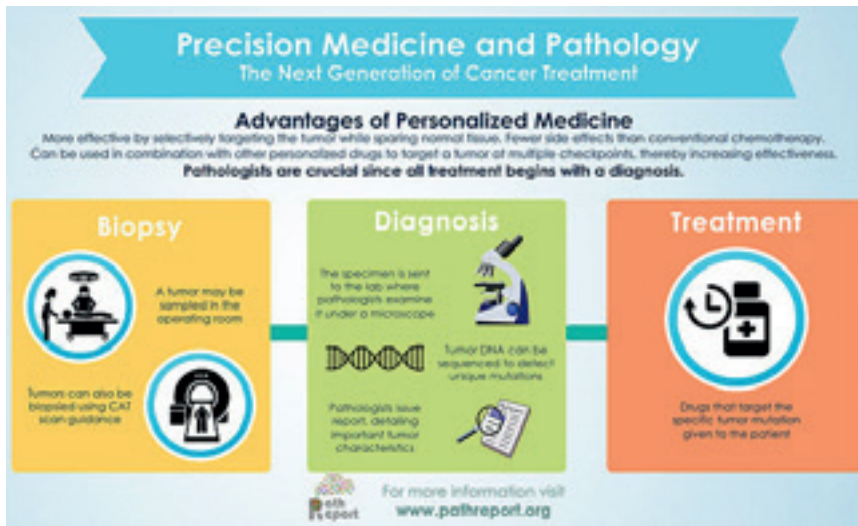 Precision Medicine and Pathology
The Next Generation of Cancer Treatment
Advantages of Personalized Medicine
More effective by selectively targeting the tumor while sparing normal tissue. Fewer side effects than conventional chemotherapy.
Can be used in combination with other personalized drugs to target a tumor at multiple checkpoints, thereby increasing effectiveness.
Pathologists are crucial since all treatment begins with a diagnosis.
Biopsy
A tumor may be
sampled in the
operating room
Tumors can also be
biopsied using CAT
scan guidance
Diagnosis
The specimen is sent
to the lab where
pathologists examine
it under a microscope
Tumor DNA can be
sequenced to detect
unique mutations
Pathologists issue
report, detailing
important tumor
characteristics
Treatment
Drugs that target the
specific tumor mutation
given to the patient
Path
Report
For more information visit
www.pathreport.org